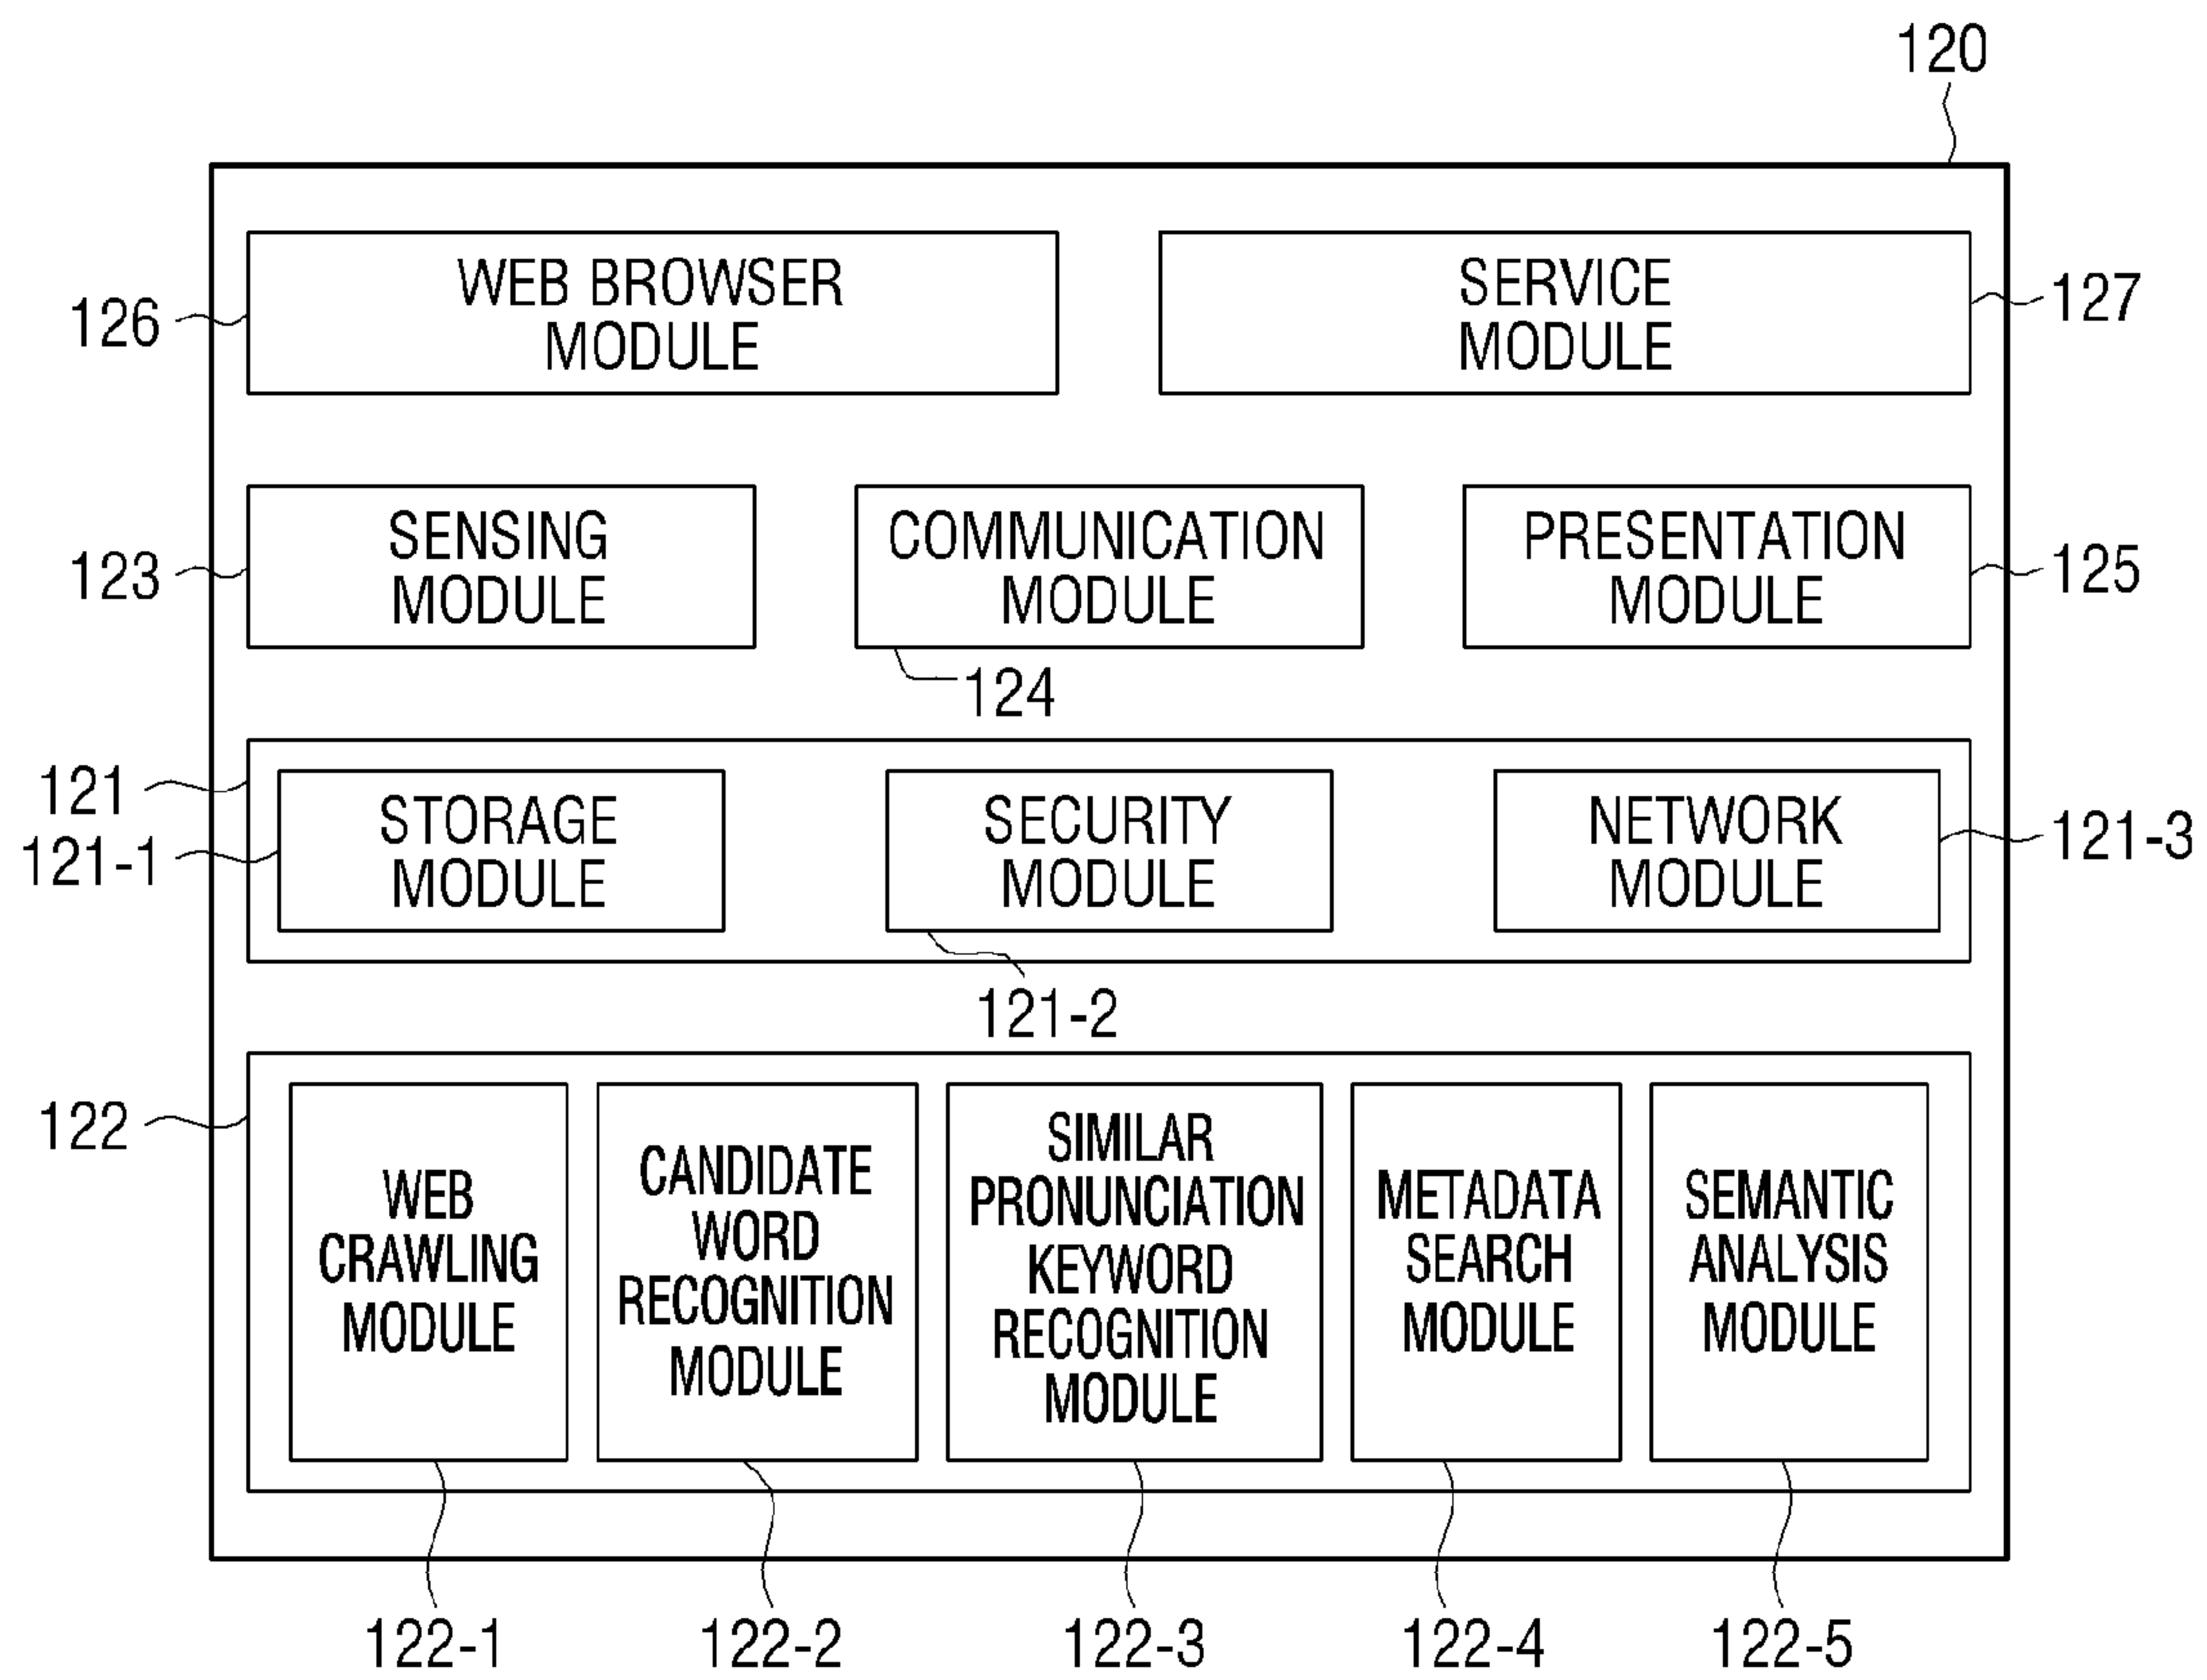 120
WEB BROWSER
MODULE
SERVICE
MODULE
126
127
SENSING
MODULE
COMMUNICATION
MODULE
PRESENTATION
MODULE
123
125
124
121
121-1
STORAGE
MODULE
SECURITY
MODULE
NETWORK
MODULE
121-3
121-2
122
WEB
CRAWLING
MODULE
CANDIDATE
WORD
RECOGNITION
MODULE
SIMILAR
PRONUNCIATION
KEYWORD
RECOGNITION
MODULE
METADATA
SEARCH
MODULE
SEMANTIC
ANALYSIS
MODULE
122-1
122-2
122-3
122-4
122-5